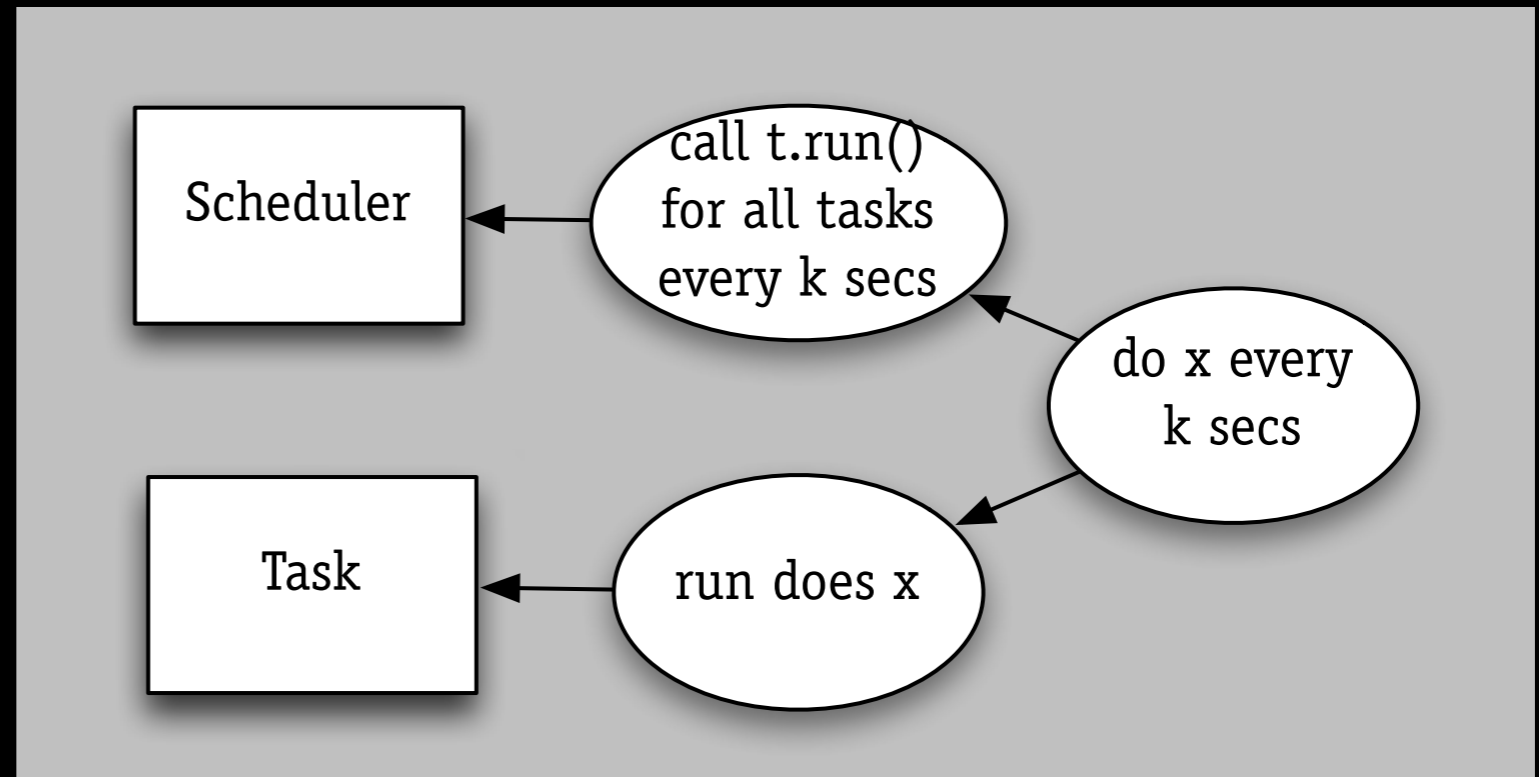 Scheduler
call t.run()
for all tasks
every k secs
do x every
k secs
Task
run does x